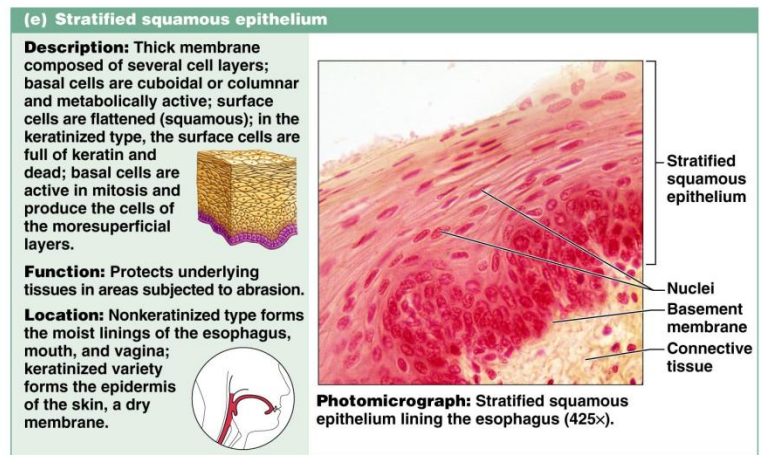 (e) Stratified squamous epithelium
Description: Thick membrane
composed of several cell layers;
basal cells are cuboidal or columnar
and metabolically active; surface
cells are flattened (squamous); in the
keratinized type, the surface cells are
full of keratin and
dead; basal cells are
active in mitosis and
produce the cells of
the moresuperficial
layers.
Function: Protects underlying
tissues in areas subjected to abrasion.
Location: Nonkeratinized type forms
the moist linings of the esophagus,
mouth, and vagina;
keratinized variety
forms the epidermis
of the skin, a dry
membrane.
Stratified
squamous
epithelium
Nuclei
Basement
membrane
Connective
tissue
Photomicrograph: Stratified squamous
epithelium lining the esophagus (425×).